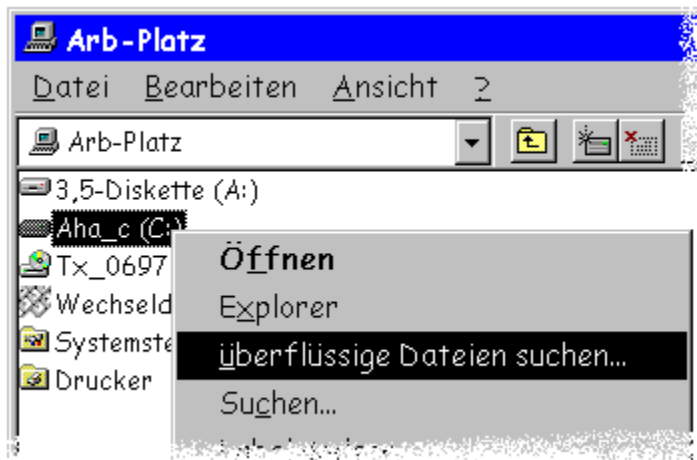 Arb-Platz
Datei Bearbeiten Ansicht ?
Arb-Platz
3,5-Diskette (A:)
Aha_c (C:)
Öffnen
Tx_0697
Explorer
Wechseld
überflüssige Dateien suchen...
Systemste
Drucker
Suchen...